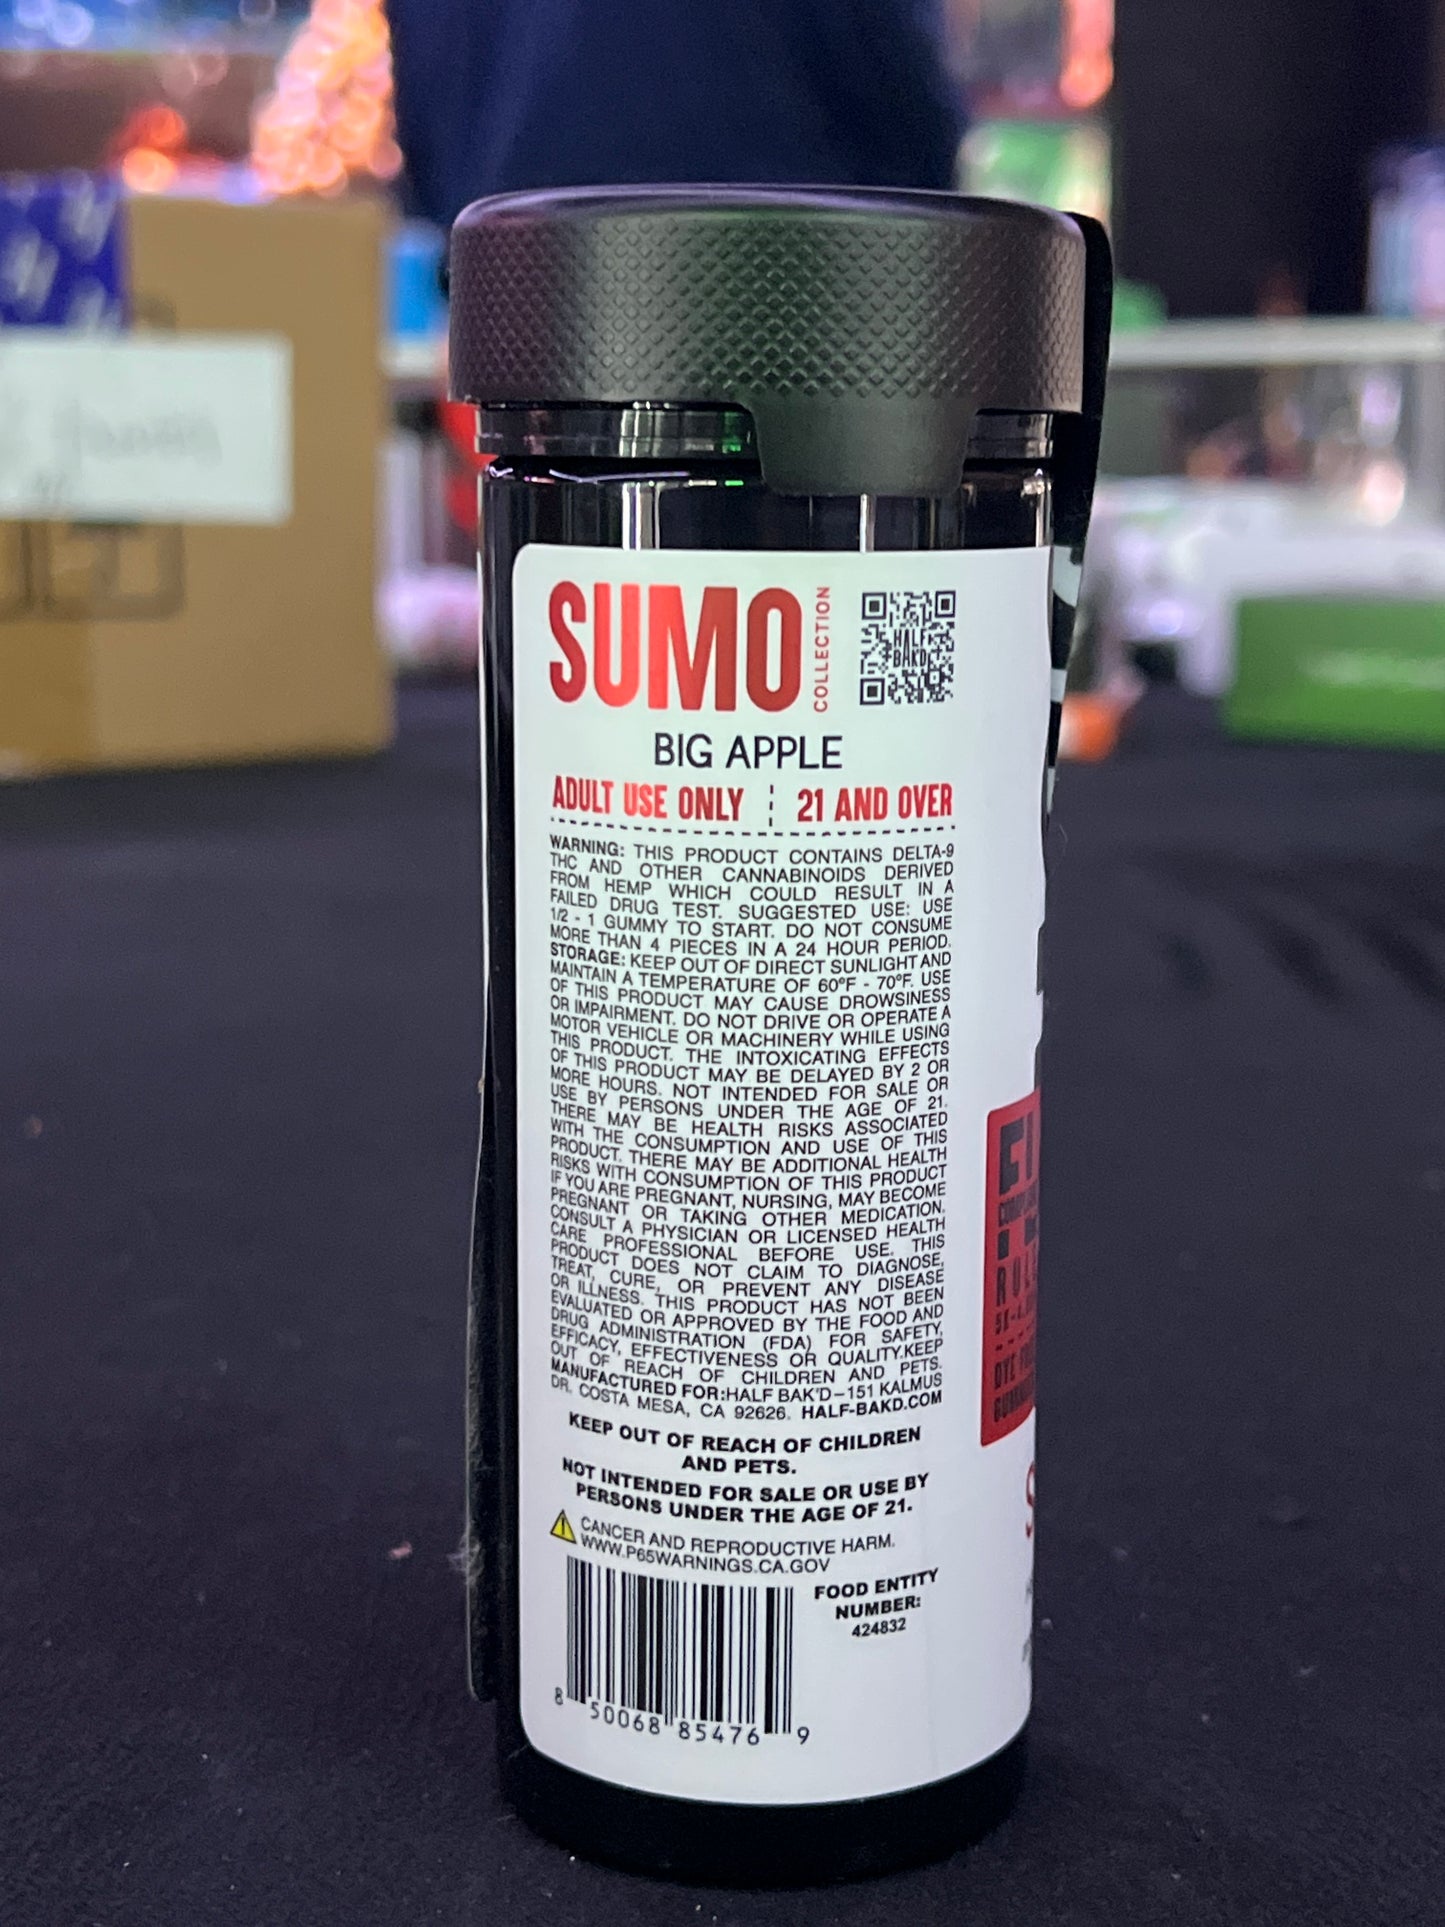 SUMO
COLLECTION
HALF
BAKD
BIG APPLE
ADULT USE ONLY 21 AND OVER
WARNING: THIS PRODUCT CONTAINS DELTA-9
THC AND OTHER CANNABINOIDS DERIVED
FROM HEMP WHICH COULD RESULT IN A
FAILED DRUG TEST. SUGGESTED USE: USE
1/2 - 1 GUMMY TO START. DO NOT CONSUME
MORE THAN 4 PIECES IN A 24 HOUR PERIOD.
STORAGE: KEEP OUT OF DIRECT SUNLIGHT AND
MAINTAIN A TEMPERATURE OF 60ºF - 70ºF. USE
OF THIS PRODUCT MAY CAUSE DROWSINESS
OR IMPAIRMENT. DO NOT DRIVE OR OPERATE A
MOTOR VEHICLE OR MACHINERY WHILE USING
THIS PRODUCT. THE INTOXICATING EFFECTS
OF THIS PRODUCT MAY BE DELAYED BY 2 OR
MORE HOURS. NOT INTENDED FOR SALE OR
USE BY PERSONS UNDER THE AGE OF 21.
THERE MAY BE HEALTH RISKS ASSOCIATED
WITH THE CONSUMPTION AND USE OF THIS
PRODUCT. THERE MAY BE ADDITIONAL HEALTH
RISKS WITH CONSUMPTION OF THIS PRODUCT
IF YOU ARE PREGNANT, NURSING, MAY BECOME
PREGNANT OR TAKING OTHER MEDICATION.
CONSULT A PHYSICIAN OR LICENSED HEALTH
CARE PROFESSIONAL BEFORE USE. THIS
PRODUCT DOES NOT CLAIM TO DIAGNOSE,
TREAT, CURE, OR PREVENT ANY DISEASE
OR ILLNESS. THIS PRODUCT HAS NOT BEEN
EVALUATED OR APPROVED BY THE FOOD AND
DRUG ADMINISTRATION (FDA) FOR SAFETY,
EFFICACY, EFFECTIVENESS OR QUALITY.KEEP
OUT OF REACH OF CHILDREN AND PETS.
MANUFACTURED FOR:HALF BAK'D–151 KALMUS
DR. COSTA MESA, CA 92626. HALF-BAKD.COM
KEEP OUT OF REACH OF CHILDREN
AND PETS.
NOT INTENDED FOR SALE OR USE BY
PERSONS UNDER THE AGE OF 21.
CANCER AND REPRODUCTIVE HARM.
WWW.P65WARNINGS.CA.GOV
FOOD ENTITY
NUMBER:
424832
8 50068 85476 9